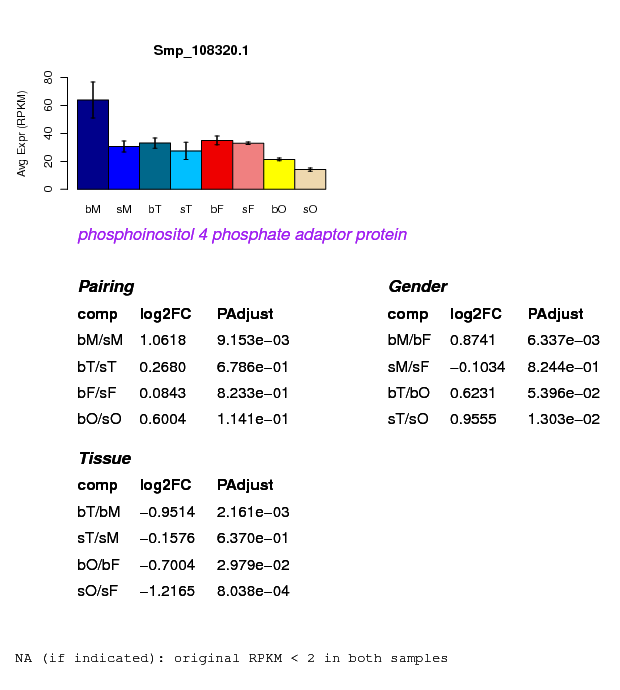 Smp_108320.1
Avg Expr (RPKM)
80
60
40
20
0
bM sM bT sT bF sF bO sO
phosphoinositol 4 phosphate adaptor protein
Pairing
comp log2FC PAdjust
bM/sM 1.0618 9.153e−03
bT/sT 0.2680 6.786e−01
bF/sF 0.0843 8.233e−01
bO/sO 0.6004 1.141e−01
Gender
comp log2FC PAdjust
bM/bF 0.8741 6.337e−03
sM/sF −0.1034 8.244e−01
bT/bO 0.6231 5.396e−02
sT/sO 0.9555 1.303e−02
Tissue
comp log2FC PAdjust
bT/bM −0.9514 2.161e−03
sT/sM −0.1576 6.370e−01
bO/bF −0.7004 2.979e−02
sO/sF −1.2165 8.038e−04
NA (if indicated): original RPKM < 2 in both samples